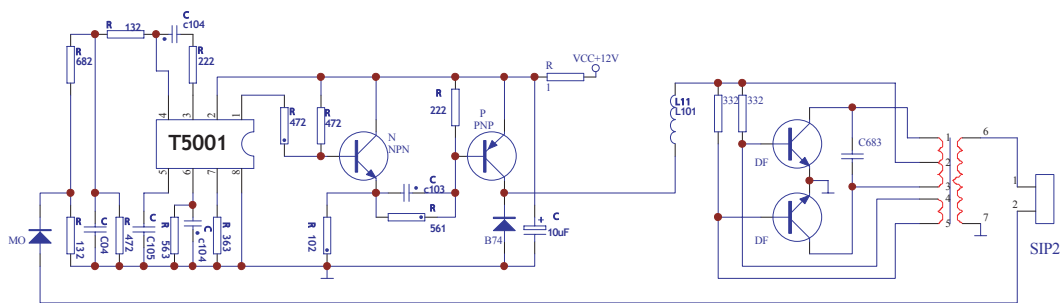 R
132
C
c104
R
682
R
222
4
3
2
1
T5001
5
6
7
8
R
472
R
472
N
NPN
R
222
P
PNP
R
1
VCC+12V
C
c103
R
561
R
102
B74
C
10uF
MO
R
132
C
C04
R
472
C
C105
R
563
C
c104
R
363
L11
L101
332
332
DF
DF
C683
1
2
3
4
5
6
7
1
2
SIP2